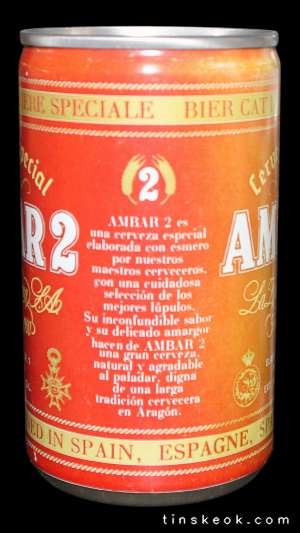 ERE SPECIALE BIER CAT I
2
AMBAR 2 es
una cerveza especial
elaborada con esmero
por nuestros
maestros cerveceros,
con una cuidadosa
selección de los
mejores lúpulos.
Su inconfundible sabor
y su delicado amargor
hacen de AMBAR 2
una gran cerveza,
natural y agradable
al paladar, digna
de una larga
tradición cervecera
en Aragón.
pecial
AR 2
Cerve
AM
ED IN SPAIN, ESPAGNE, SP
tinskeok.com